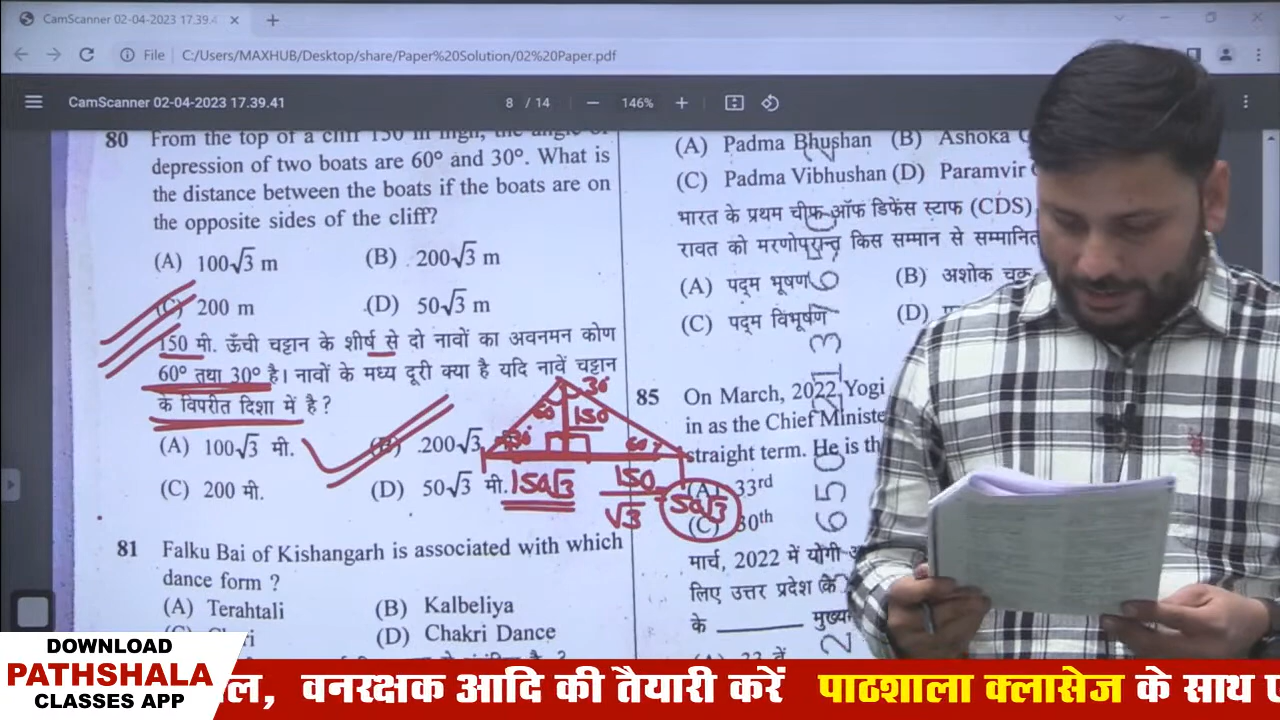 CamScanner 02-04-2023 17.39.4
File C:/Users/MAXHUB/Desktop/share/Paper%20Solution/02%20Paper.pdf
CamScanner 02-04-2023 17.39.41
8 / 14
146%
80 From the top of a cliff 150 m high, the angle of
depression of two boats are 60° and 30°. What is
the distance between the boats if the boats are on
the opposite sides of the cliff?
(A) 100√3 m (B) 200√3 m
(C) 200 m (D) 50√3 m
150 मी. ऊँची चट्टान के शीर्ष से दो नावों का अवनमन कोण
60° तथा 30° है। नावों के मध्य दूरी क्या है यदि नावें चट्टान
के विपरीत दिशा में है ?
(A) 100√3 मी. (B) 200√3
(C) 200 मी. (D) 50√3 मी.
30
60
150
30°
60
150√3
150
√3
50√3
81 Falku Bai of Kishangarh is associated with which
dance form ?
(A) Terahtali (B) Kalbeliya
(D) Chakri Dance
(A) Padma Bhushan (B) Ashoka
(C) Padma Vibhushan (D) Paramvir
भारत के प्रथम चीफ ऑफ डिफेंस स्टाफ (CDS)
रावत को मरणोपरान्त किस सम्मान से सम्मानित
(A) पद्म भूषण (B) अशोक चक्र
(C) पद्म विभूषण (D)
85 On March, 2022 Yogi
in as the Chief Ministe
straight term. He is th
(A) 33rd
(C) 30th
मार्च, 2022 में योगी
लिए उत्तर प्रदेश के
के ________ मुख्य
DOWNLOAD
PATHSHALA
CLASSES APP
ल, वनरक्षक आदि की तैयारी करें पाठशाला क्लासेज के साथ